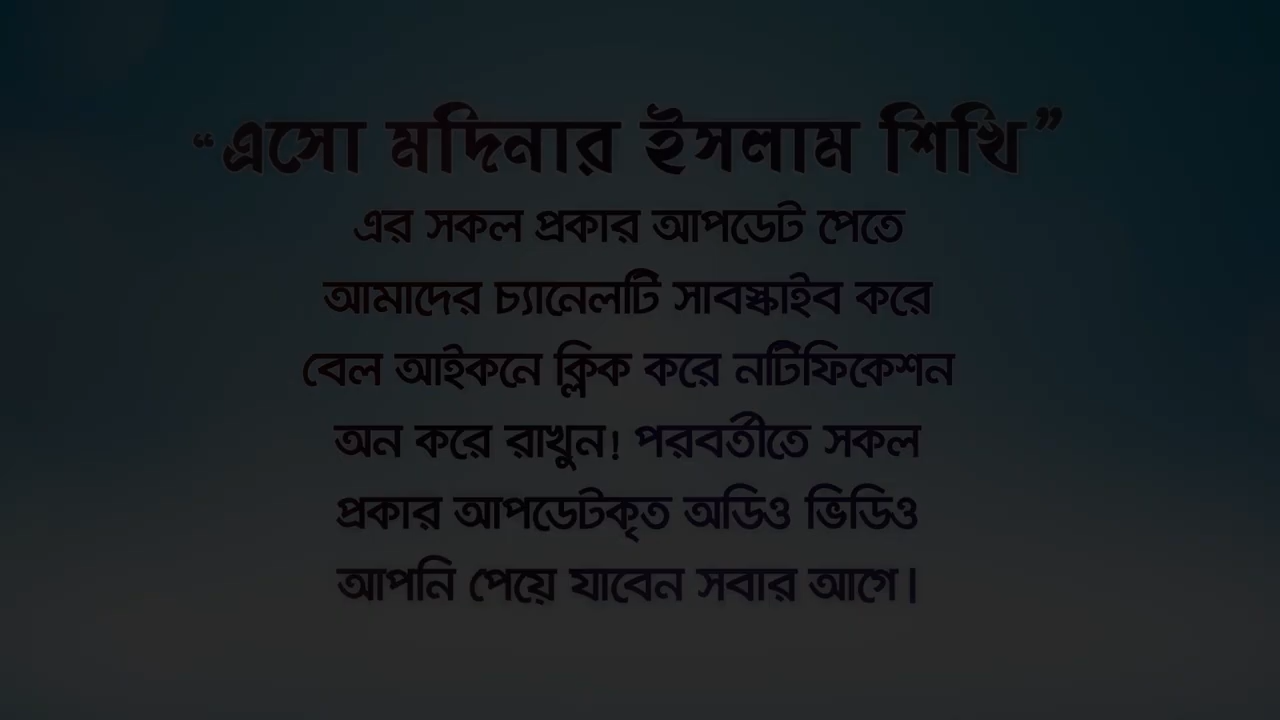 “এসো মদিনার ইসলাম শিখি”
এর সকল প্রকার আপডেট পেতে
আমাদের চ্যানেলটি সাবস্কাইব করে
বেল আইকনে ক্লিক করে নটিফিকেশন
অন করে রাখুন! পরবর্তীতে সকল
প্রকার আপডেটকৃত অডিও ভিডিও
আপনি পেয়ে যাবেন সবার আগে।